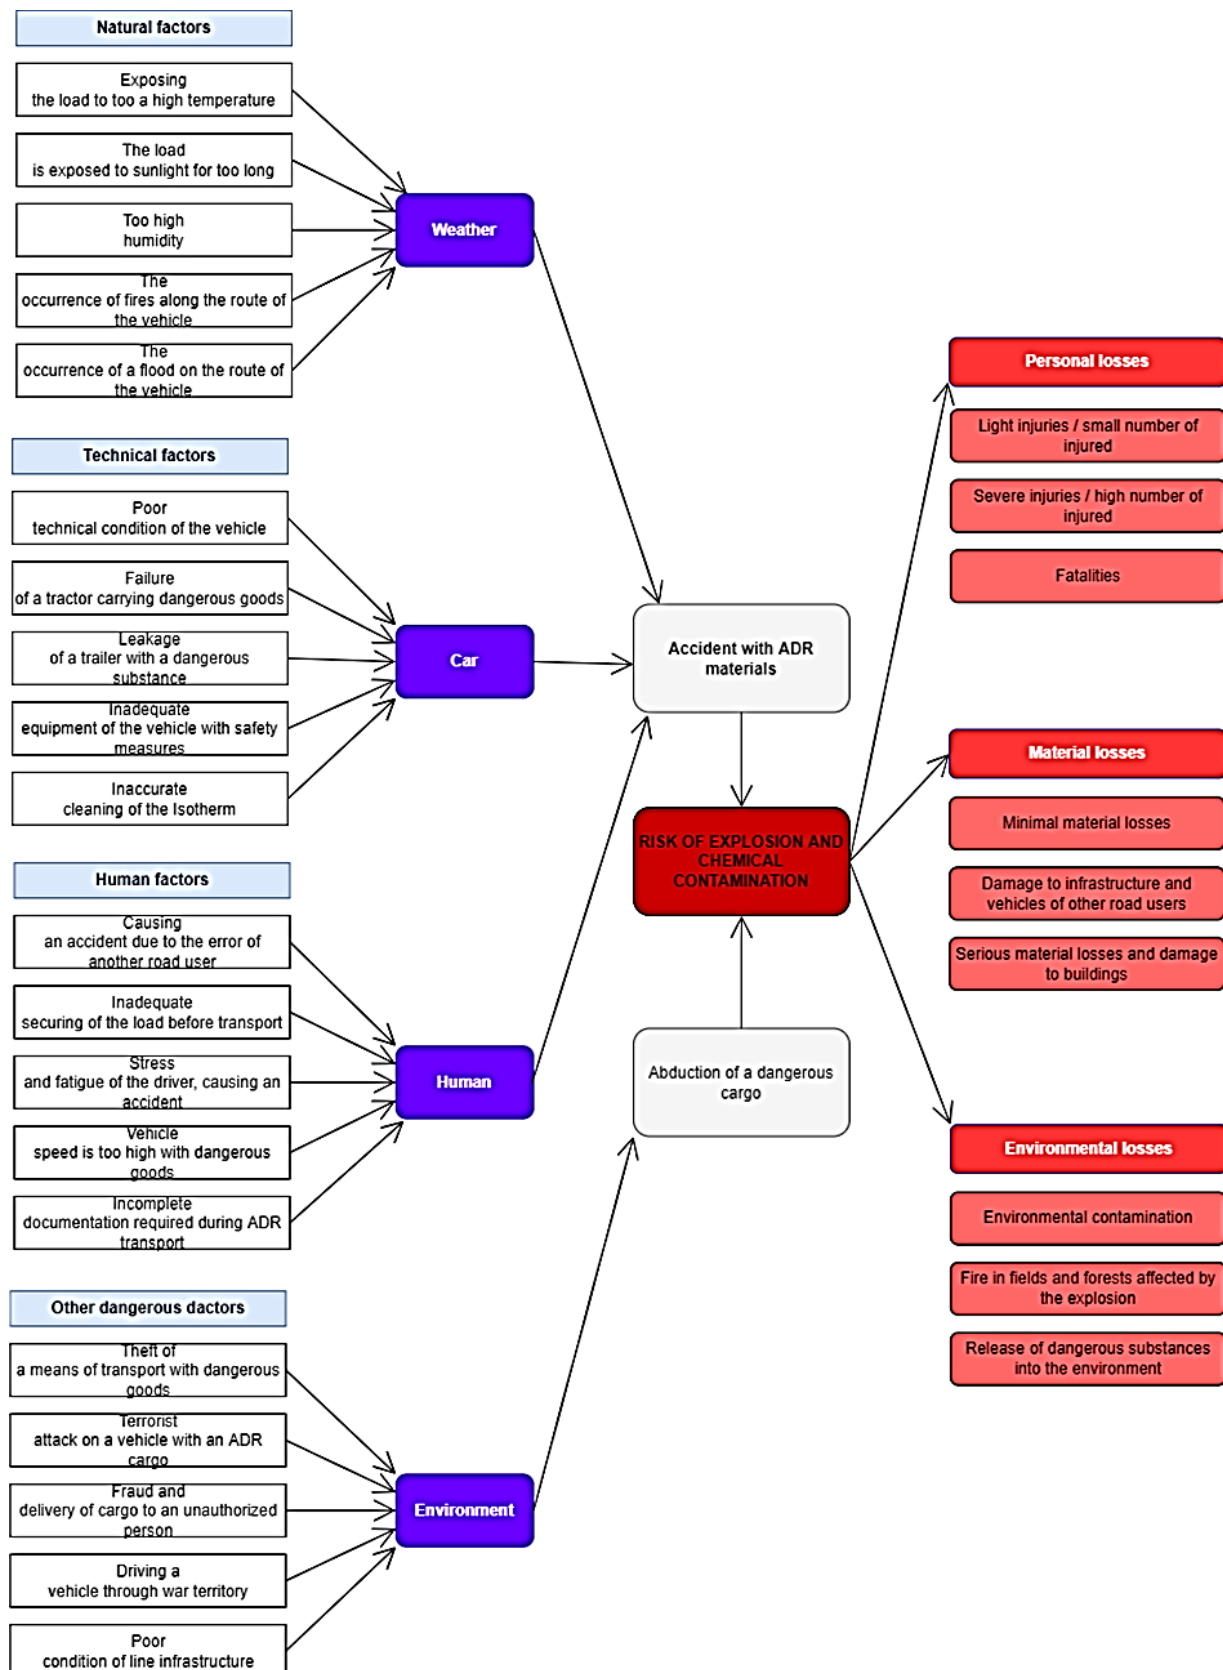 Natural factors
Exposing
the load to too a high temperature
The load
is exposed to sunlight for too long
Too high
humidity
The
occurrence of fires along the route of
the vehicle
The
occurrence of a flood on the route of
the vehicle
Weather
Technical factors
Poor
technical condition of the vehicle
Failure
of a tractor carrying dangerous goods
Leakage
of a trailer with a dangerous
substance
Inadequate
equipment of the vehicle with safety
measures
Inaccurate
cleaning of the Isotherm
Car
Human factors
Causing
an accident due to the error of
another road user
Inadequate
securing of the load before transport
Stress
and fatigue of the driver, causing an
accident
Vehicle
speed is too high with dangerous
goods
Incomplete
documentation required during ADR
transport
Human
Other dangerous dactors
Theft of
a means of transport with dangerous
goods
Terrorist
attack on a vehicle with an ADR
cargo
Fraud and
delivery of cargo to an unauthorized
person
Driving a
vehicle through war territory
Poor
condition of line infrastructure
Environment
Accident with ADR
materials
RISK OF EXPLOSION AND
CHEMICAL
CONTAMINATION
Abduction of a dangerous
cargo
Personal losses
Light injuries / small number of
injured
Severe injuries / high number of
injured
Fatalities
Material losses
Minimal material losses
Damage to infrastructure and
vehicles of other road users
Serious material losses and damage
to buildings
Environmental losses
Environmental contamination
Fire in fields and forests affected by
the explosion
Release of dangerous substances
into the environment